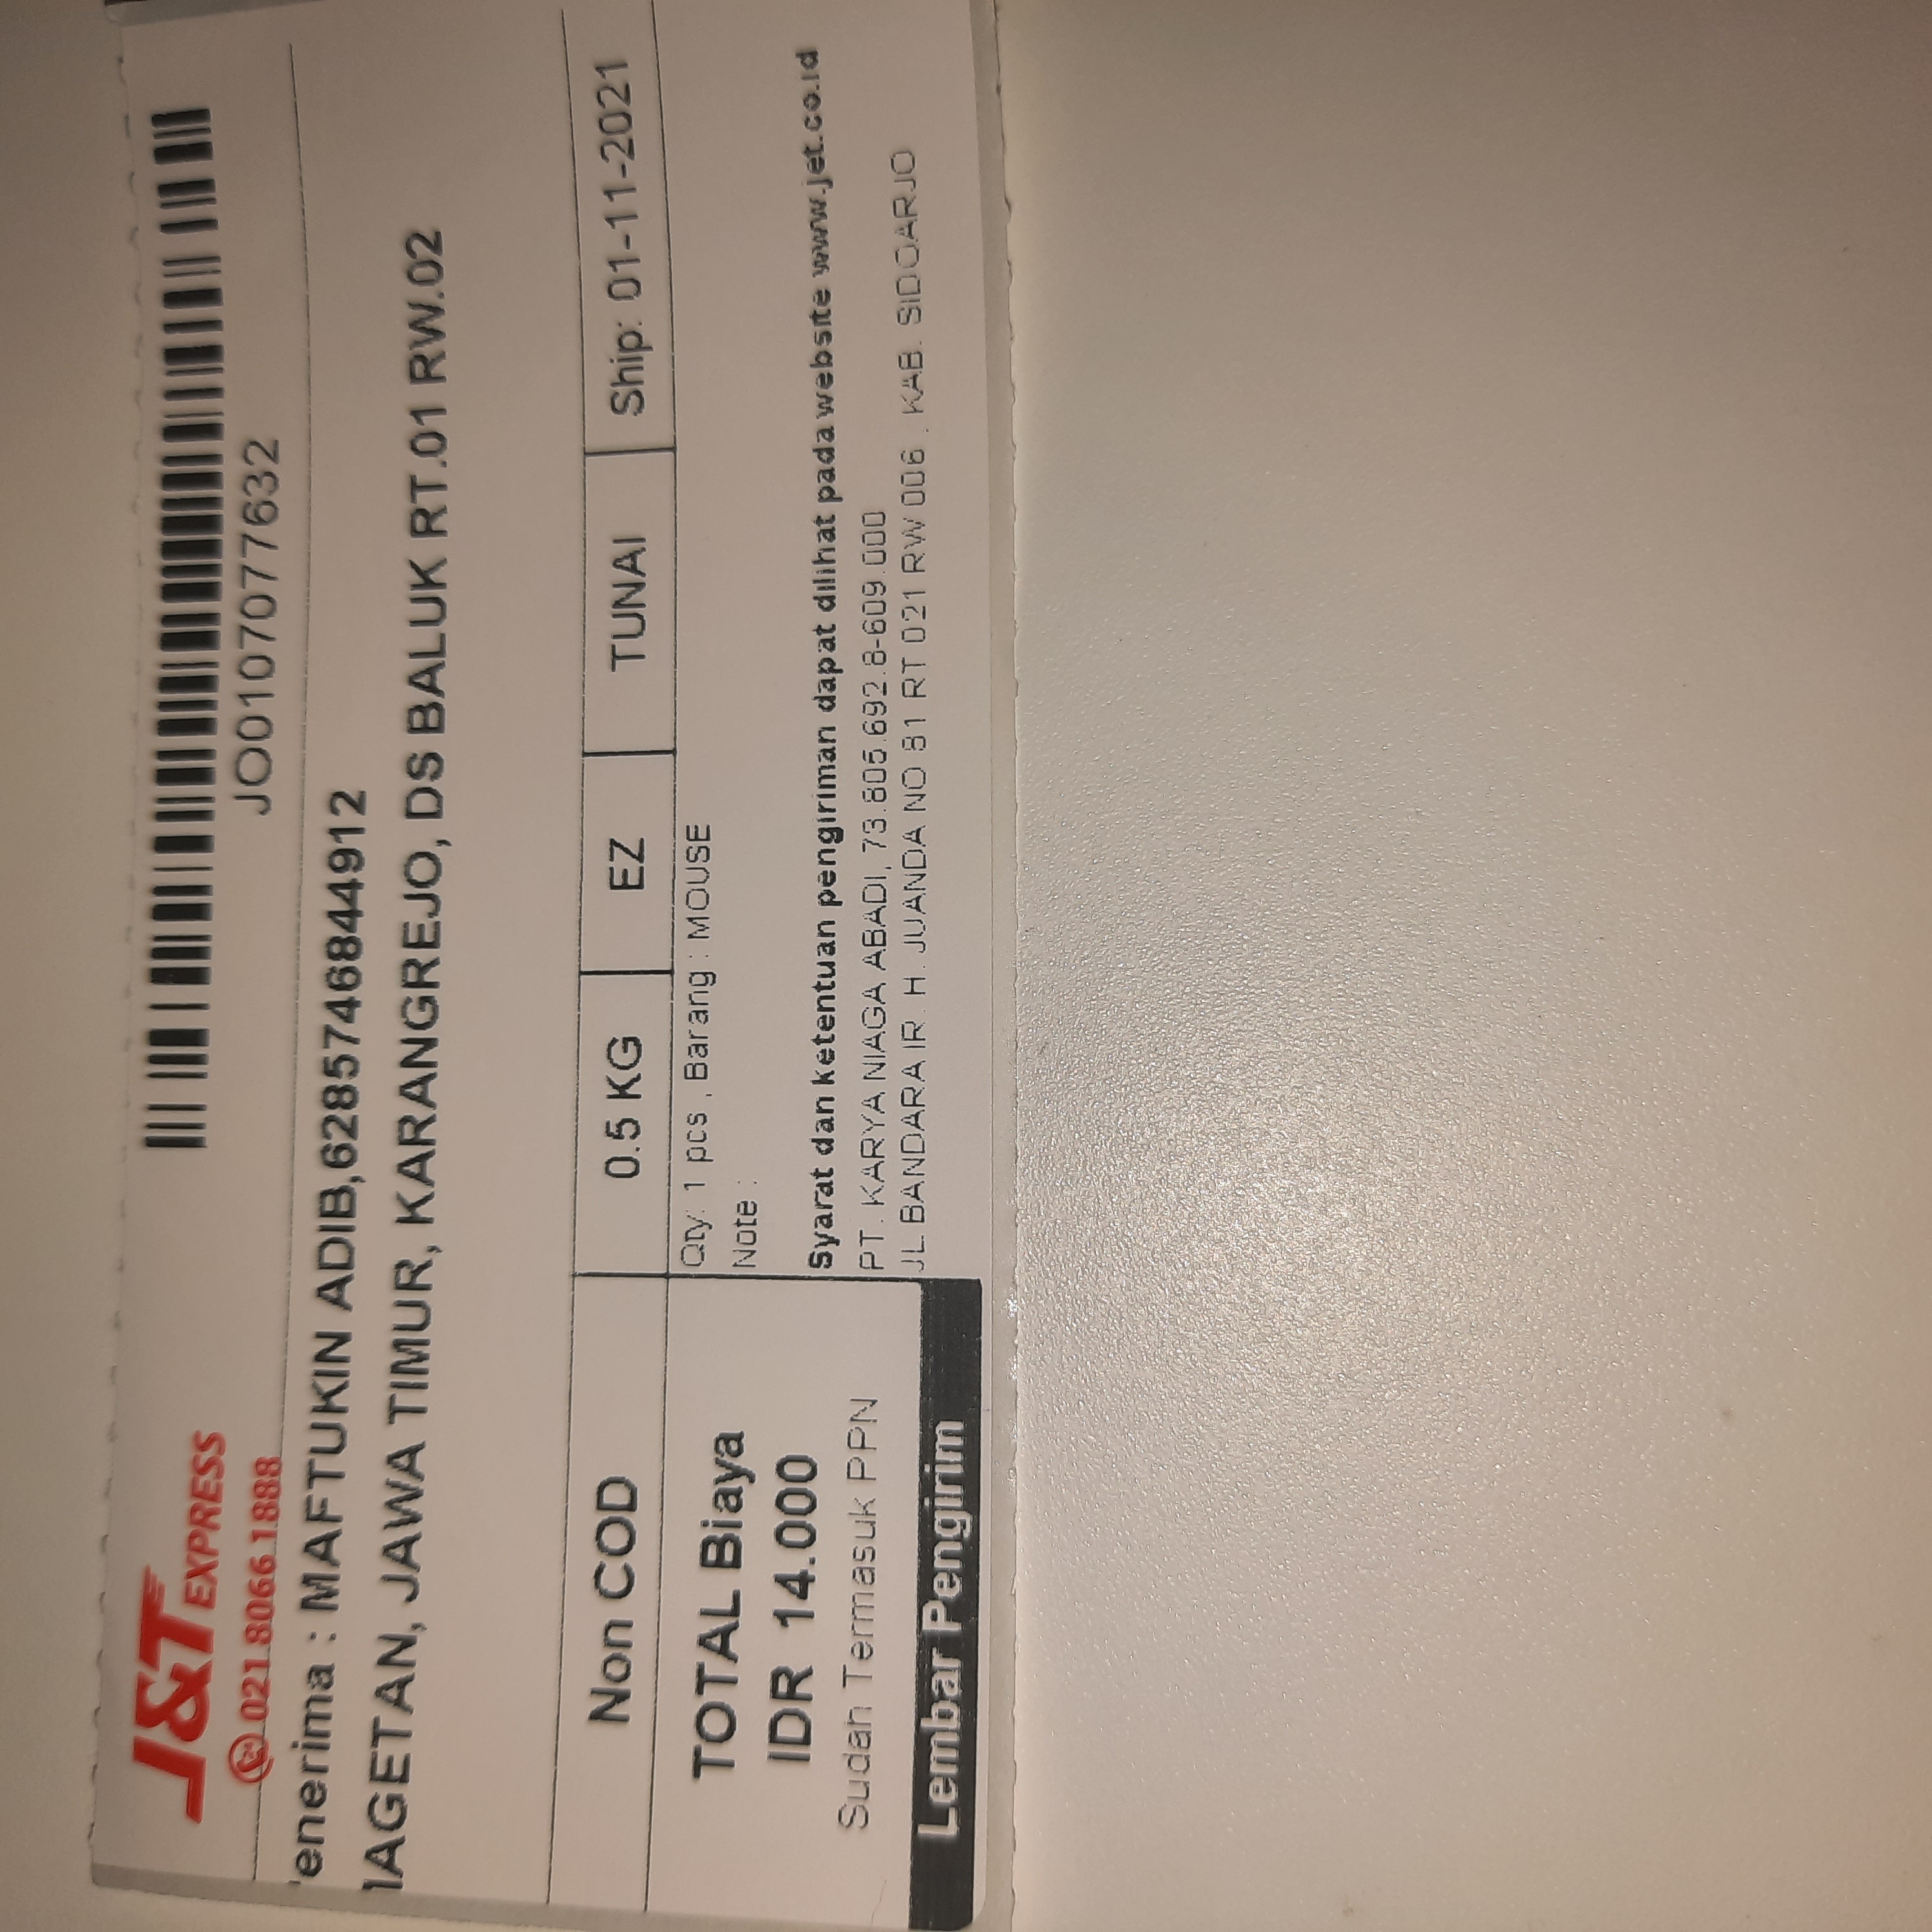 J&T EXPRESS
021 8066 1888
JO0107077632
enerima : MAFTUKIN ADIB,6285746844912
AGETAN, JAWA TIMUR, KARANGREJO, DS BALUK RT.01 RW.02
Non COD
0.5 KG
EZ
TUNAI
Ship: 01-11-2021
TOTAL Biaya
IDR 14.000
Sudah Termasuk PPN
Lembar Pengirim
Qty: 1 pcs , Barang : MOUSE
Note :
Syarat dan ketentuan pengiriman dapat dilihat pada website www.jet.co.id
PT. KARYA NIAGA ABADI, 73.805.692.8-609.000
JL BANDARA IR. H. JUANDA NO 81 RT 021 RW 006 , KAB. SIDOARJO